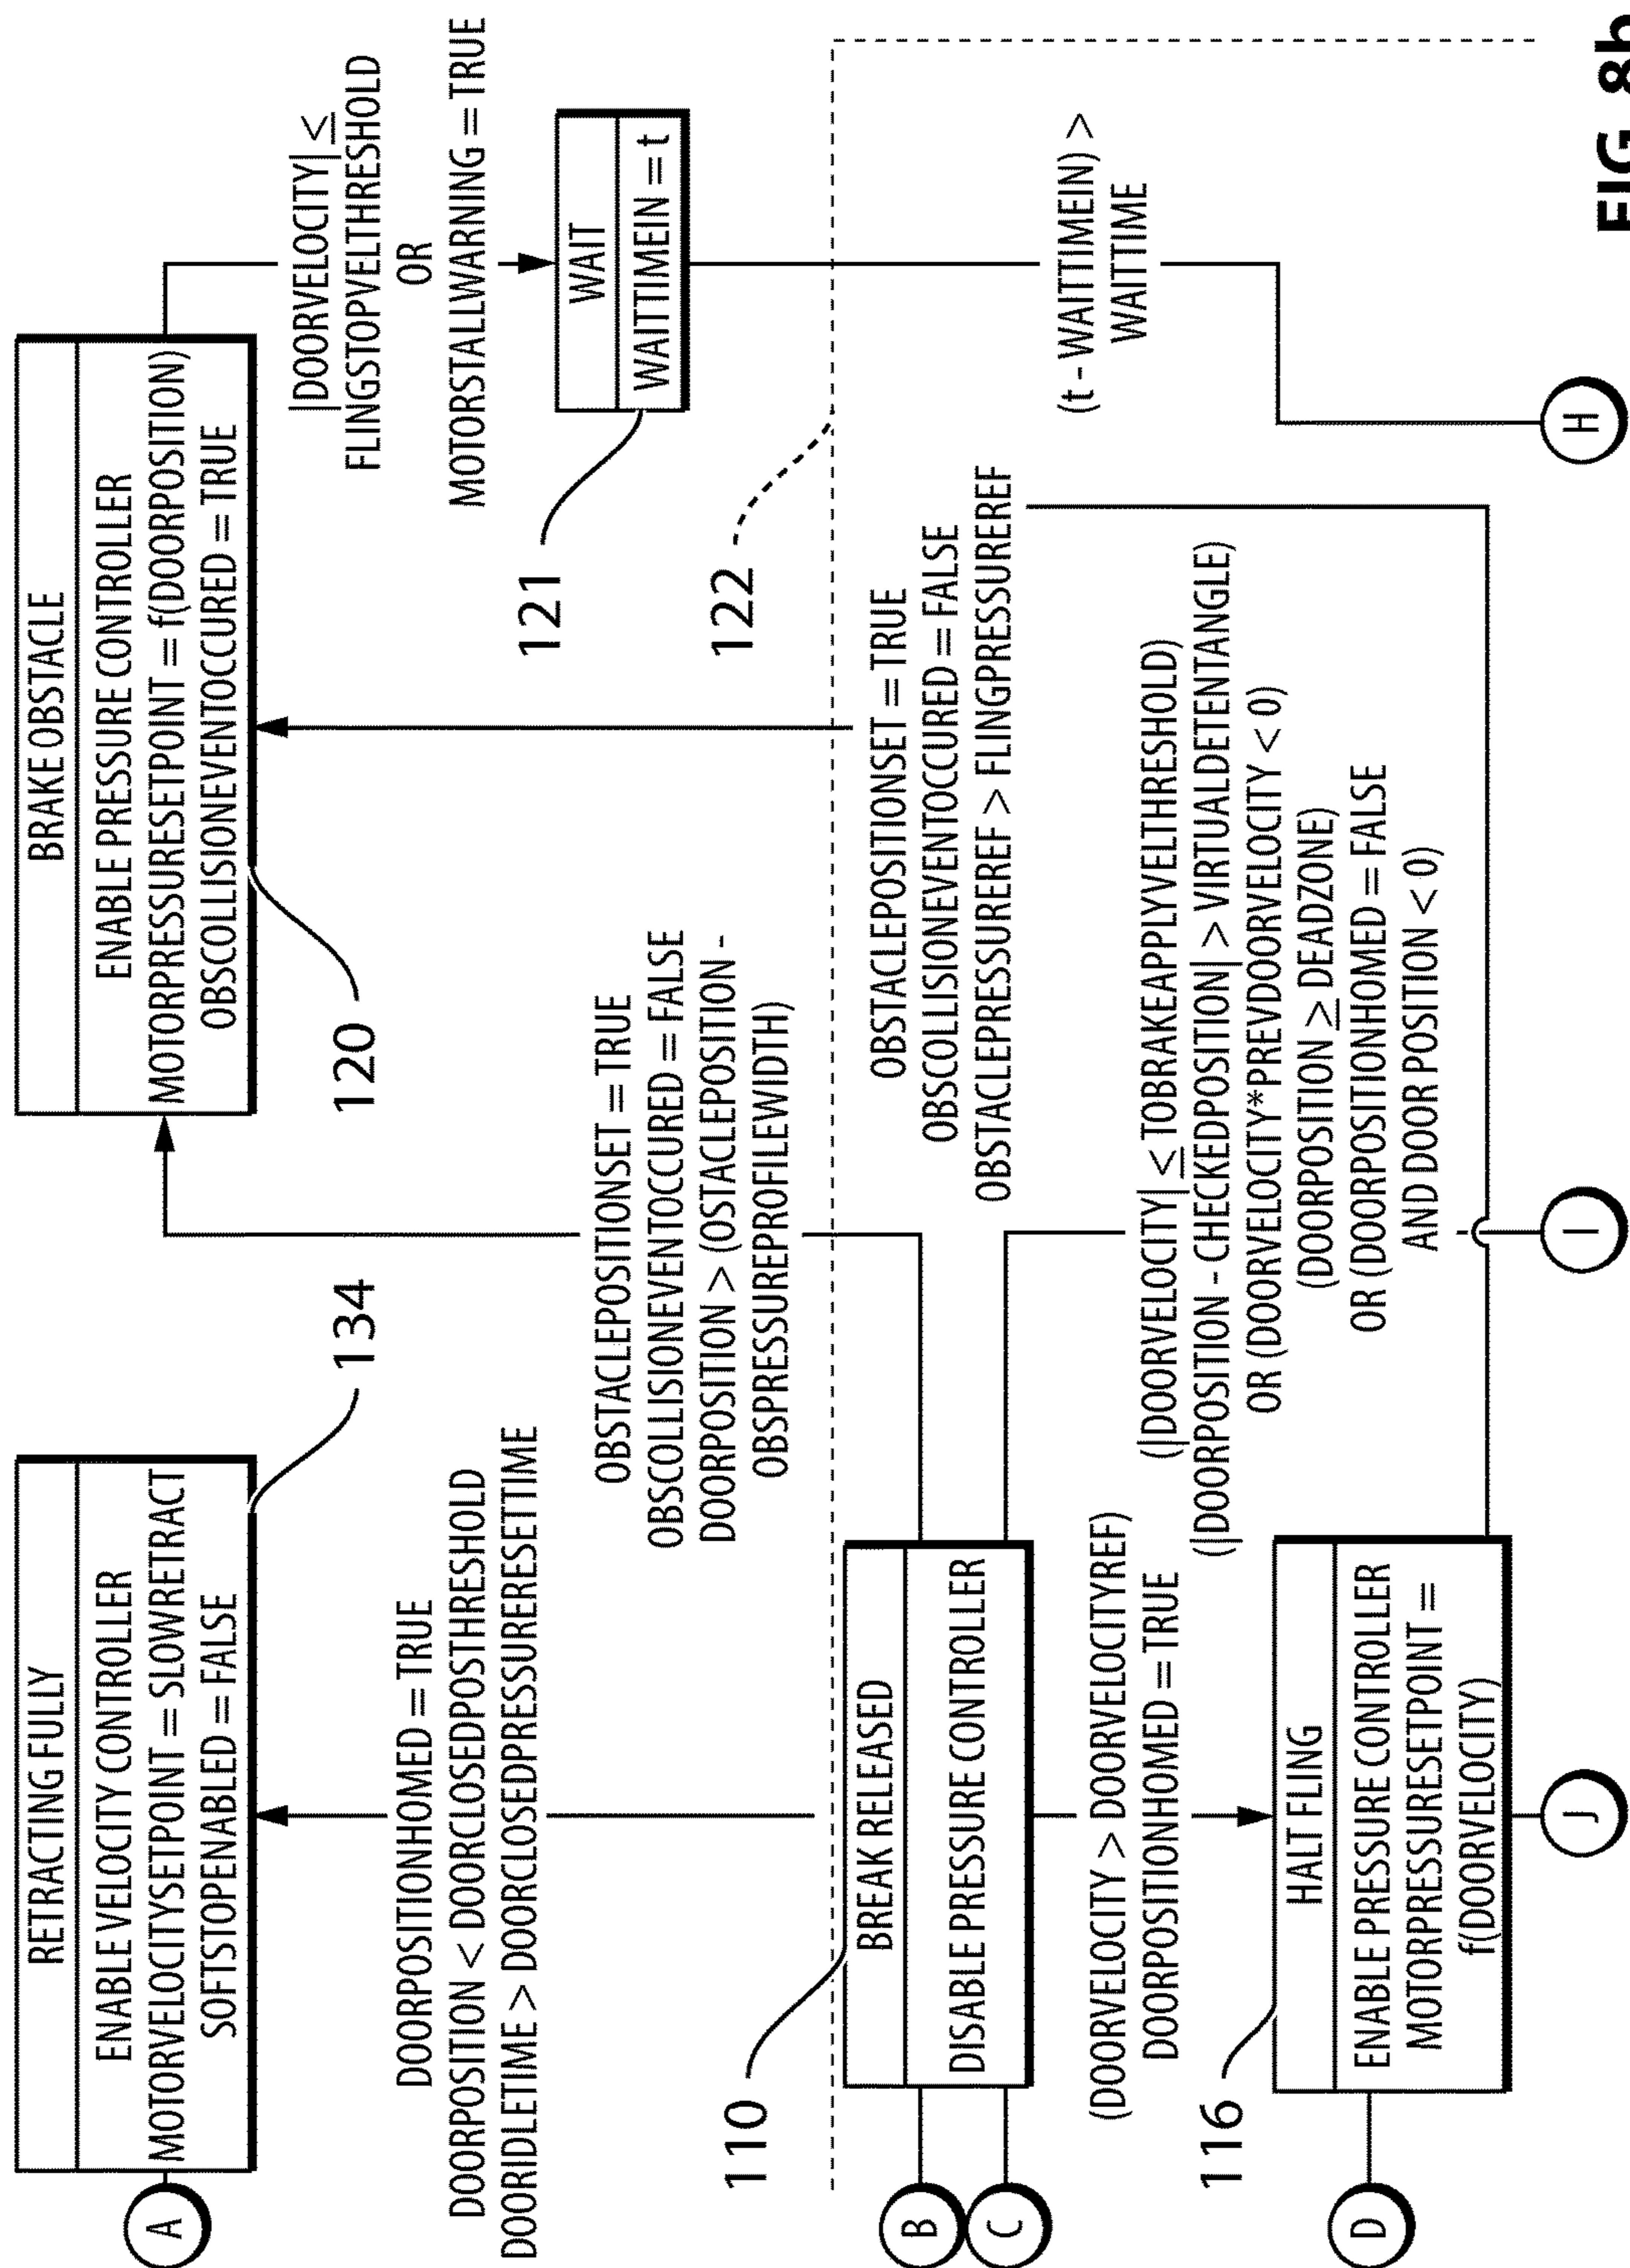 RETRACTING FULLY
ENABLE VELOCITY CONTROLLER
MOTORVELOCITYSETPOINT = SLOWRETRACT
SOFTSTOPENABLED = FALSE
A
134
BRAKE OBSTACLE
ENABLE PRESSURE CONTROLLER
MOTORPRESSURESETPOINT = f(DOORPOSITION)
OBSCOLLISIONEVENTOCCURED = TRUE
120
|DOORVELOCITY| ≤
FLINGSTOPVELTHRESHOLD
OR
MOTORSTALLWARNING = TRUE
WAIT
WAITTIMEIN = t
121
122
DOORPOSITIONHOMED = TRUE
DOORPOSITION < DOORCLOSEDPOSTHRESHOLD
DOORIDLETIME > DOORCLOSEDPRESSURERESETTIME
OBSTACLEPOSITIONSET = TRUE
OBSCOLLISIONEVENTOCCURED = FALSE
DOORPOSITION > (OSTACLEPOSITION -
OBSPRESSUREPROFILEWIDTH)
OBSTACLEPOSITIONSET = TRUE
OBSCOLLISIONEVENTOCCURED = FALSE
OBSTACLEPRESSUREREF > FLINGPRESSUREREF
(t - WAITTIMEIN) >
WAITTIME
110
BREAK RELEASED
DISABLE PRESSURE CONTROLLER
B
C
(DOORVELOCITY > DOORVELOCITYREF)
DOORPOSITIONHOMED = TRUE
(|DOORVELOCITY| ≤ TOBRAKEAPPLYVELTHRESHOLD)
(|DOORPOSITION - CHECKEDPOSITION| > VIRTUALDETENTANGLE)
OR (DOORVELOCITY*PREVDOORVELOCITY < 0)
(DOORPOSITION ≥ DEADZONE)
OR (DOORPOSITIONHOMED = FALSE
AND DOOR POSITION < 0)
116
HALT FLING
ENABLE PRESSURE CONTROLLER
MOTORPRESSURESETPOINT =
f(DOORVELOCITY)
D
J
I
H
FIG. 8b